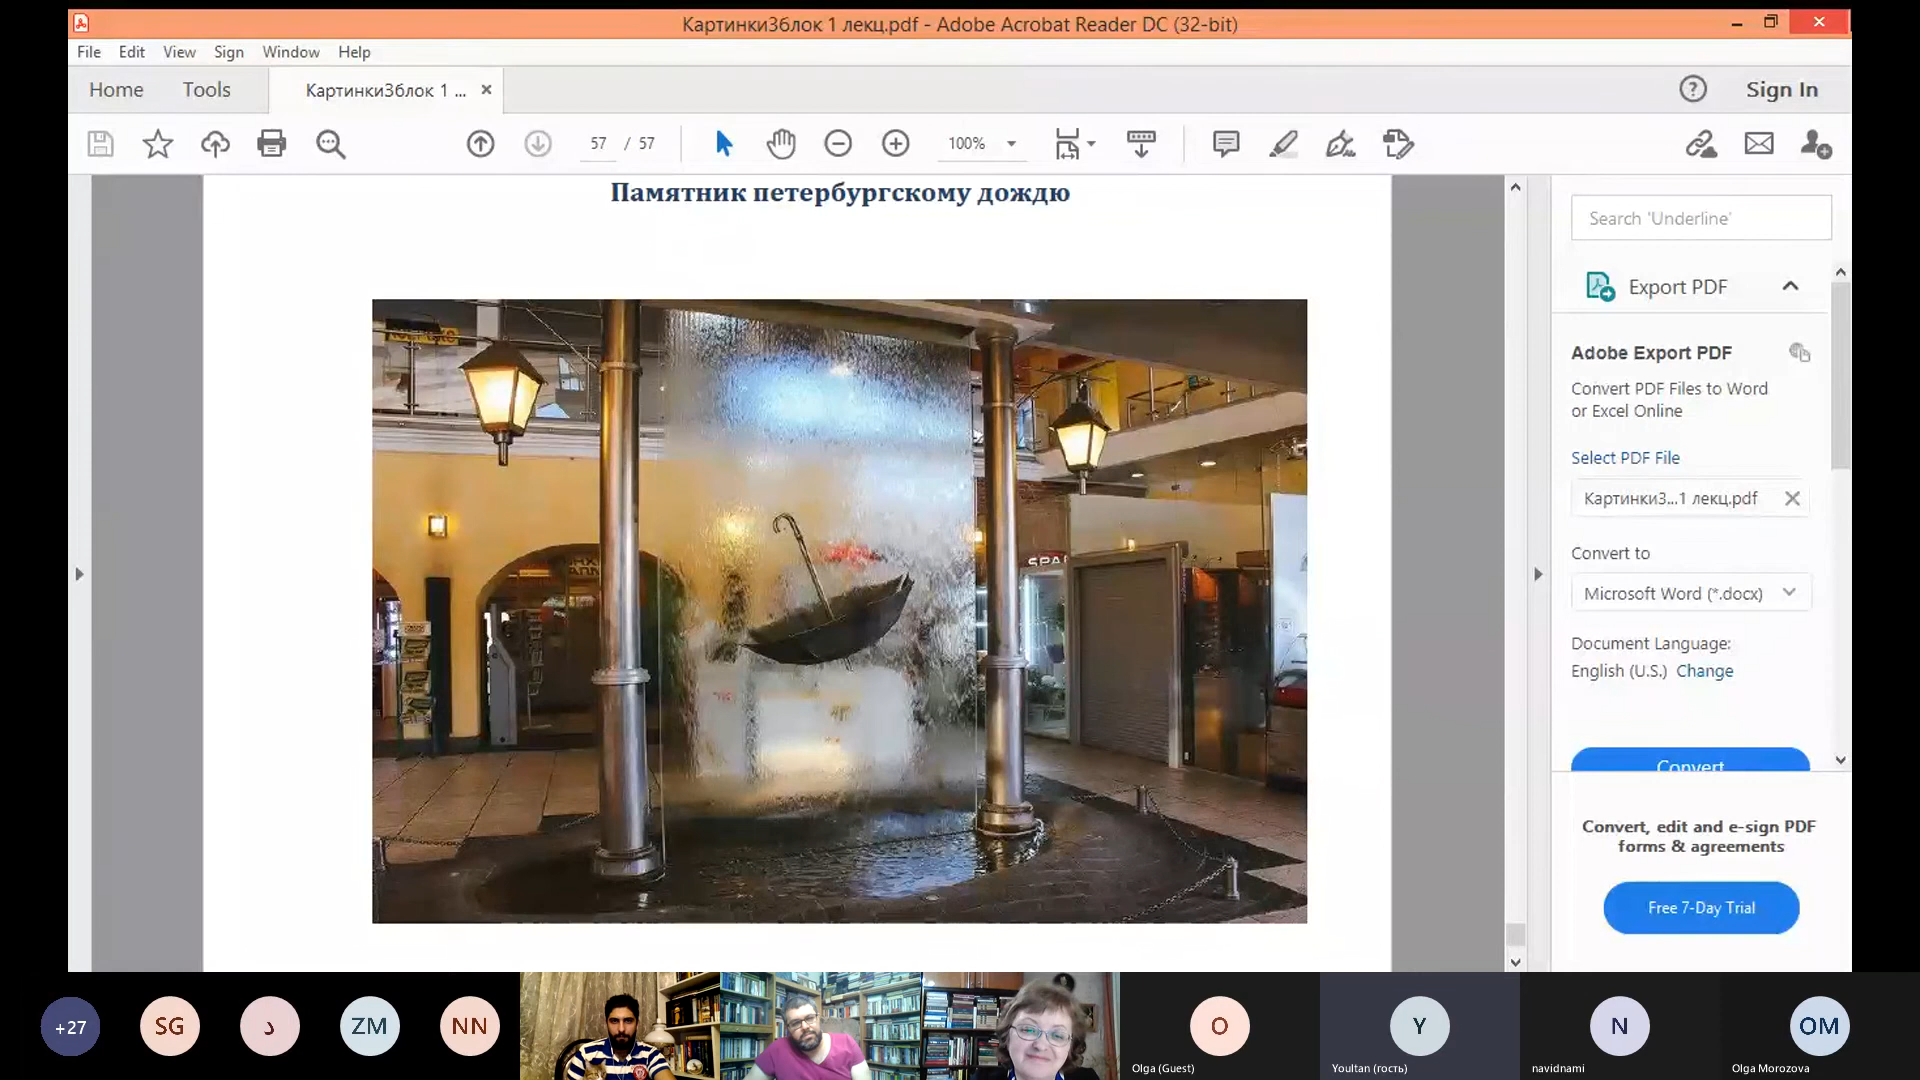 Картинки3блок 1 лекц.pdf - Adobe Acrobat Reader DC (32-bit)
File Edit View Sign Window Help
Home Tools Картинки3блок 1 ... Sign In
57 / 57 100%
Памятник петербургскому дождю
SPA
Search 'Underline'
Export PDF
Adobe Export PDF
Convert PDF Files to Word
or Excel Online
Select PDF File
Картинки3...1 лекц.pdf
Convert to
Microsoft Word (*.docx)
Document Language:
English (U.S.) Change
Convert
Convert, edit and e-sign PDF
forms & agreements
Free 7-Day Trial
+27 SG د ZM NN O Y N OM
Olga (Guest) Youltan (гость) navidnami Olga Morozova